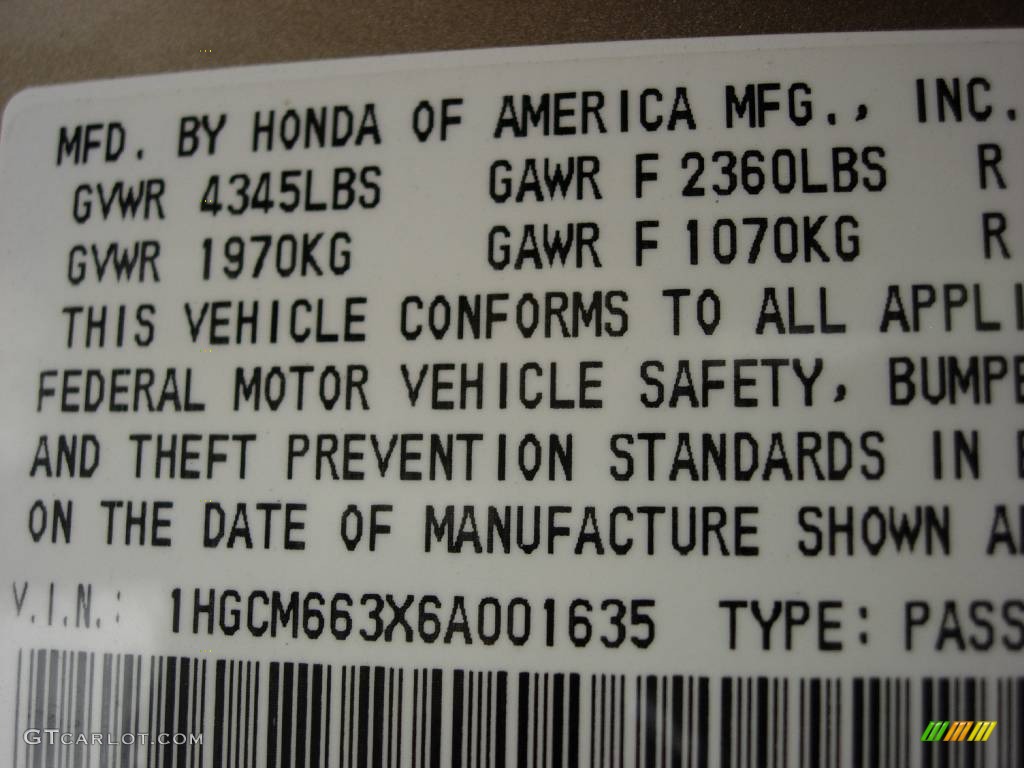 MFD. BY HONDA OF AMERICA MFG., INC.
GVWR 4345LBS GAWR F 2360LBS R
GVWR 1970KG GAWR F 1070KG R
THIS VEHICLE CONFORMS TO ALL APPLI
FEDERAL MOTOR VEHICLE SAFETY, BUMPE
AND THEFT PREVENTION STANDARDS IN E
ON THE DATE OF MANUFACTURE SHOWN A
V.I.N.: 1HGCM663X6A001635 TYPE: PASS
GTCARLOT.COM